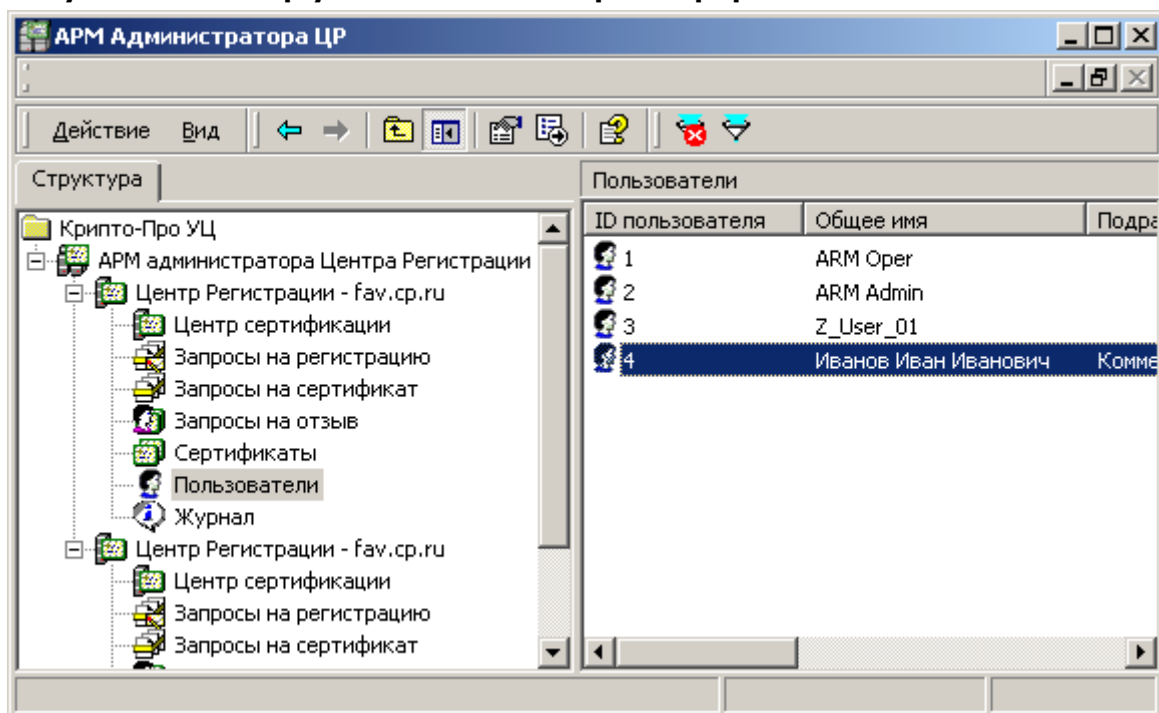 АРМ Администратора ЦР
Действие Вид
Структура
Пользователи
Крипто-Про УЦ
АРМ администратора Центра Регистрации
Центр Регистрации - fav.cp.ru
Центр сертификации
Запросы на регистрацию
Запросы на сертификат
Запросы на отзыв
Сертификаты
Пользователи
Журнал
Центр Регистрации - fav.cp.ru
Центр сертификации
Запросы на регистрацию
Запросы на сертификат
ID пользователя Общее имя Подра
1 ARM Oper
2 ARM Admin
3 Z_User_01
4 Иванов Иван Иванович Комме